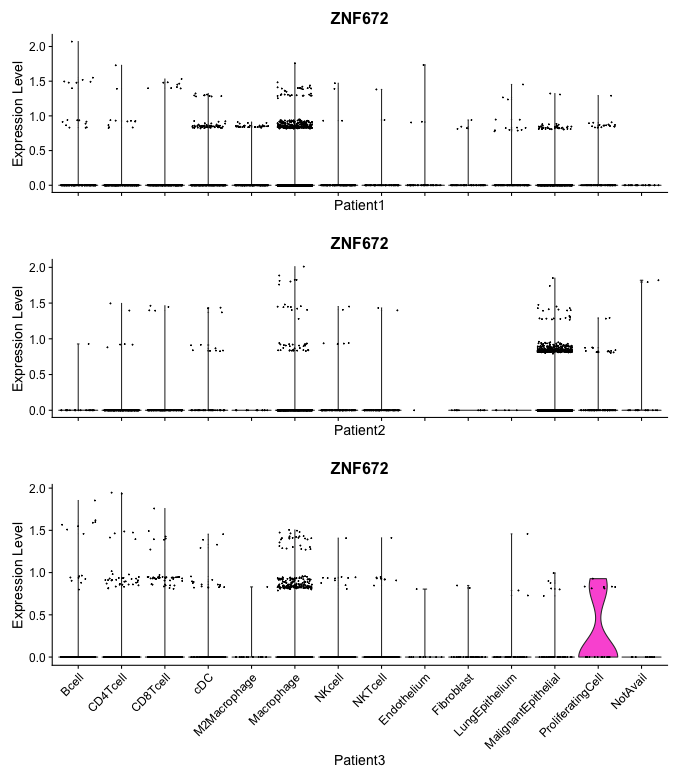 ZNF672
Expression Level
2.0
1.5
1.0
0.5
0.0
Patient1
ZNF672
Expression Level
2.0
1.5
1.0
0.5
0.0
Patient2
ZNF672
Expression Level
2.0
1.5
1.0
0.5
0.0
Bcell
CD4Tcell
CD8Tcell
cDC
M2Macrophage
Macrophage
NKcell
NKTcell
Endothelium
Fibroblast
LungEpithelium
MalignantEpithelial
ProliferatingCell
NotAvail
Patient3